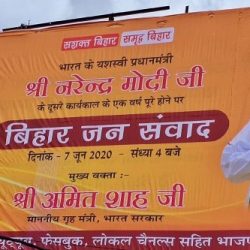 सशक्त बिहार समृद्ध बिहार
भारत के यशस्वी प्रधानमंत्री
श्री नरेन्द्र मोदी जी
के दूसरे कार्यकाल के एक वर्ष पूरे होने पर
बिहार जन संवाद
दिनांक - 7 जून 2020 - संध्या 4 बजे
मुख्य वक्ता :-
श्री अमित शाह जी
माननीय गृह मंत्री, भारत सरकार
यूट्यूब, फेसबुक, लोकल चैनल्स सहित भाज